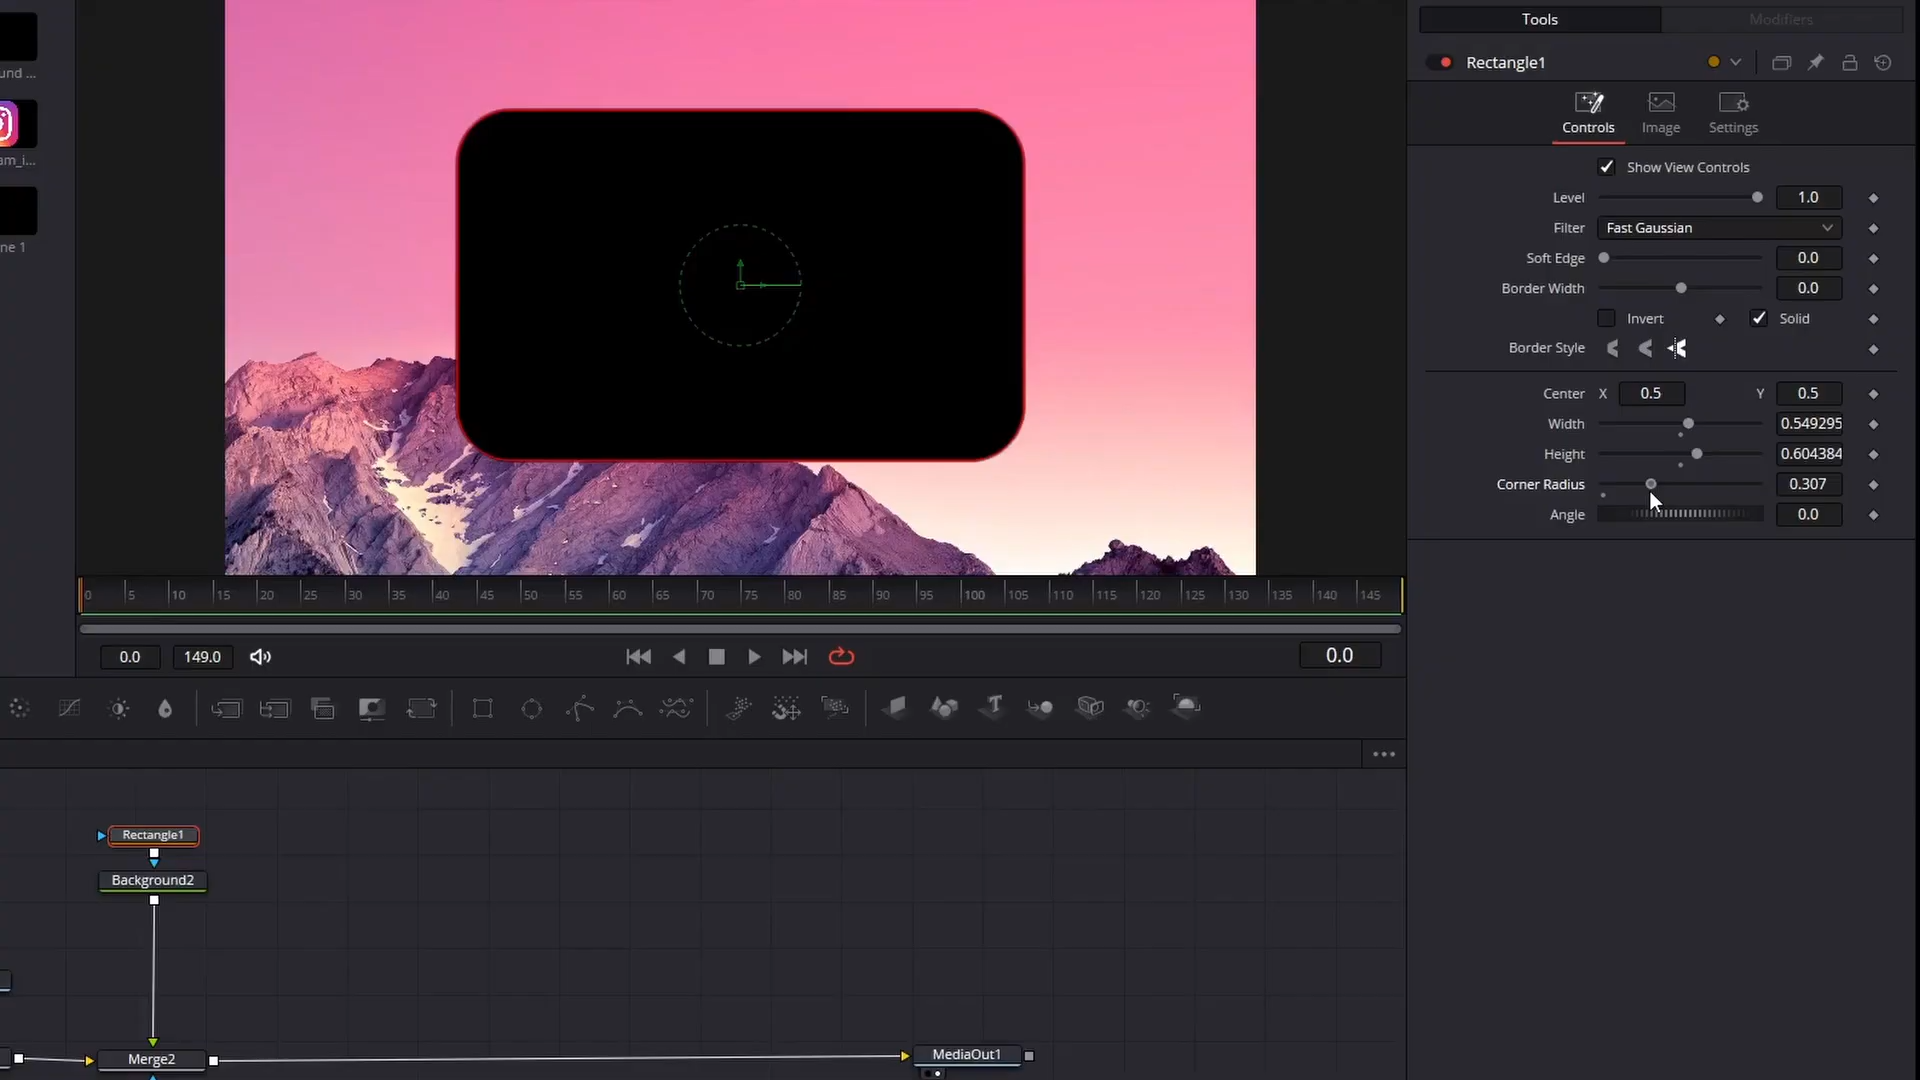 Tools
Modifiers
und ...
Rectangle1
Controls
Image
Settings
am_i...
Show View Controls
Level
1.0
Filter
Fast Gaussian
ne 1
Soft Edge
0.0
Border Width
0.0
Invert
Solid
Border Style
Center
X
0.5
Y
0.5
Width
0.549295
Height
0.604384
Corner Radius
0.307
Angle
0.0
0 5 10 15 20 25 30 35 40 45 50 55 60 65 70 75 80 85 90 95 100 105 110 115 120 125 130 135 140 145
0.0
149.0
0.0
Rectangle1
Background2
Merge2
MediaOut1